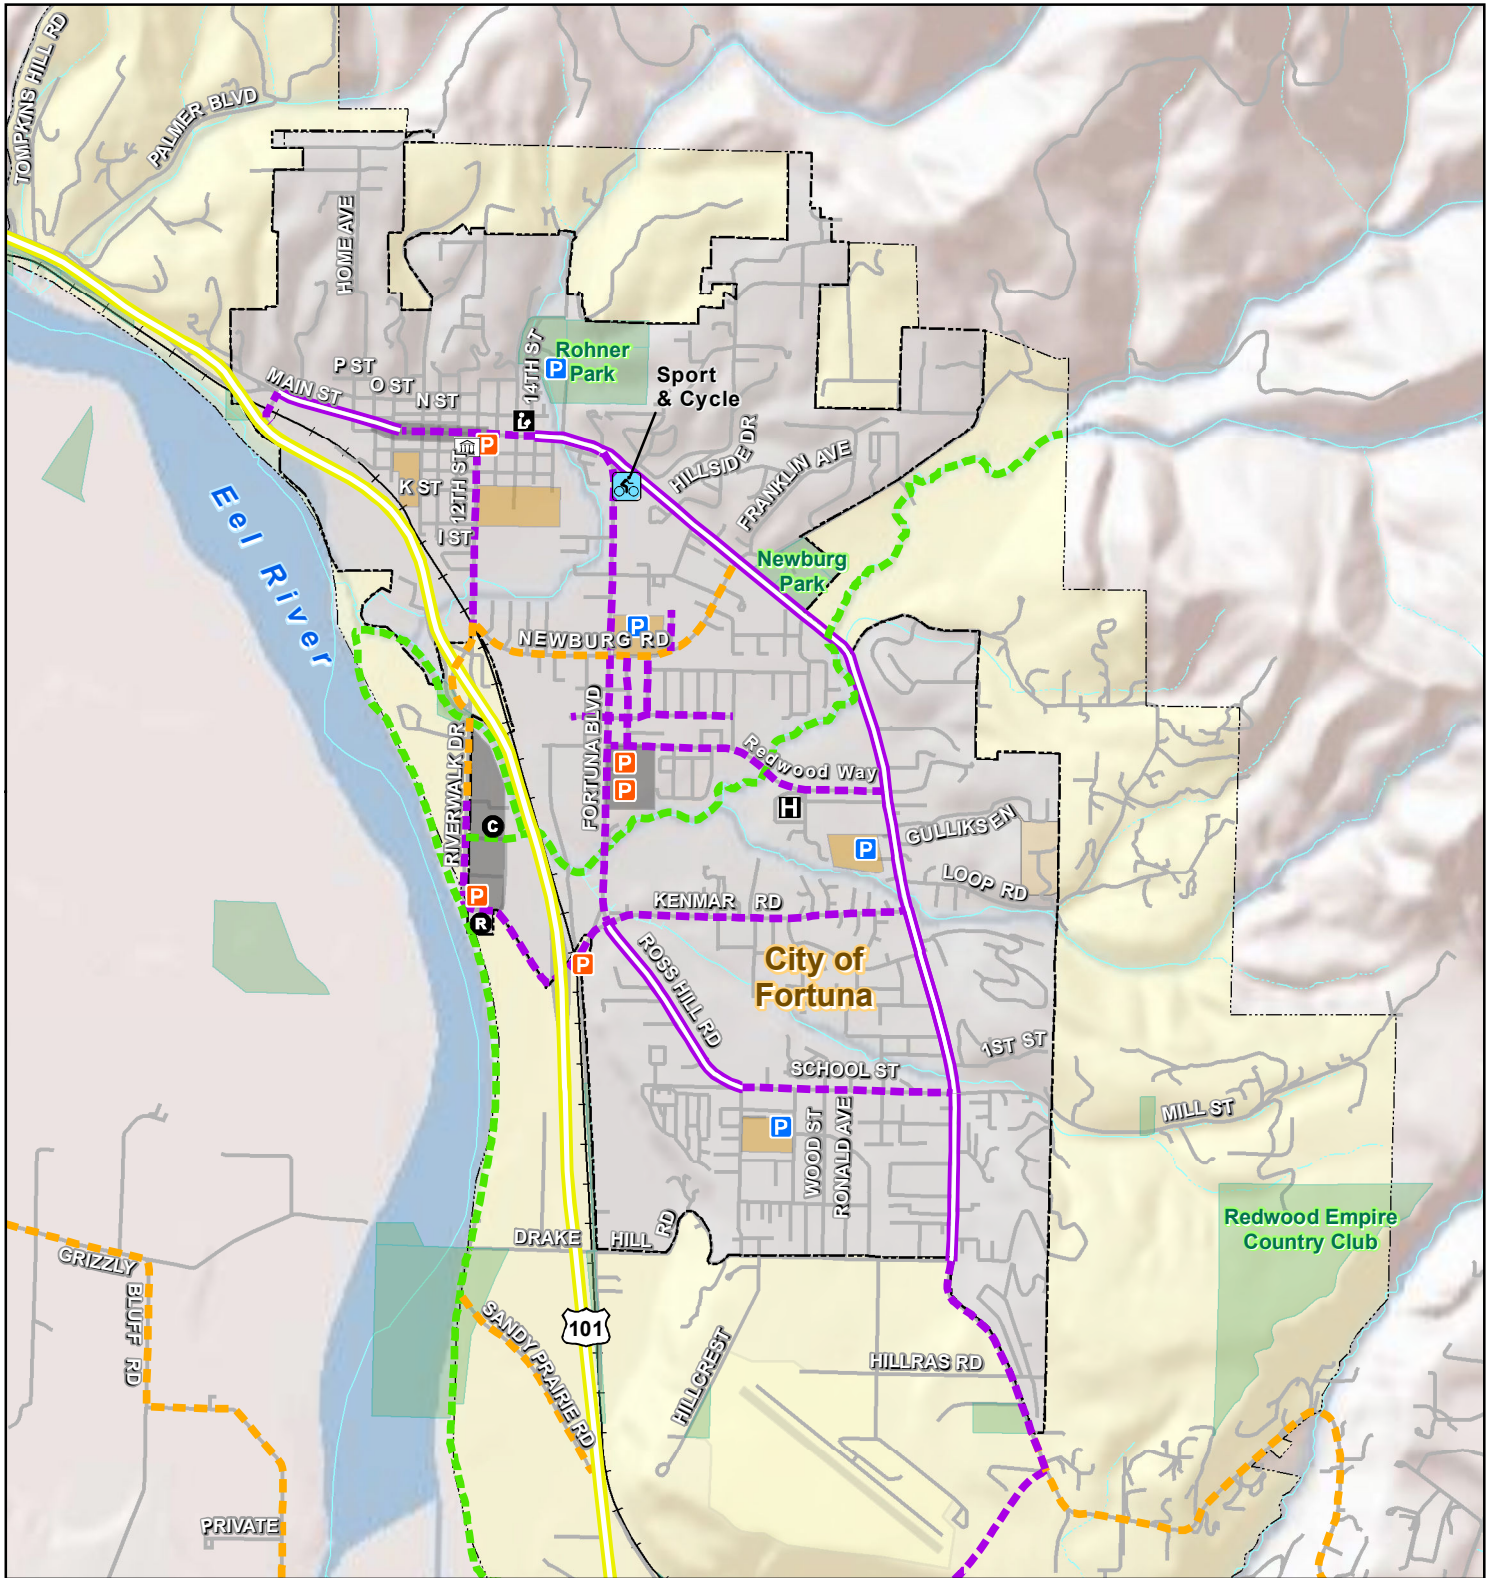 TOMPKINS HILL RD
PALMER BLVD
HOME AVE
P ST
O ST
N ST
MAIN ST
14TH ST
Rohner
Park
P
Sport
& Cycle
P
K ST
12TH ST
I ST
HILLSIDE DR
FRANKLIN AVE
Newburg
Park
Eel River
P
NEWBURG RD
FORTUNA BLVD
RIVERWALK DR
Redwood Way
P
P
H
C
P
GULLIKSEN
LOOP RD
P
R
KENMAR RD
P
ROSS HILL RD
City of
Fortuna
1ST ST
SCHOOL ST
MILL ST
P
WOOD ST
RONALD AVE
Redwood Empire
Country Club
DRAKE HILL RD
GRIZZLY
BLUFF RD
SANDY PRAIRIE RD
101
HILLCREST
HILLRAS RD
PRIVATE